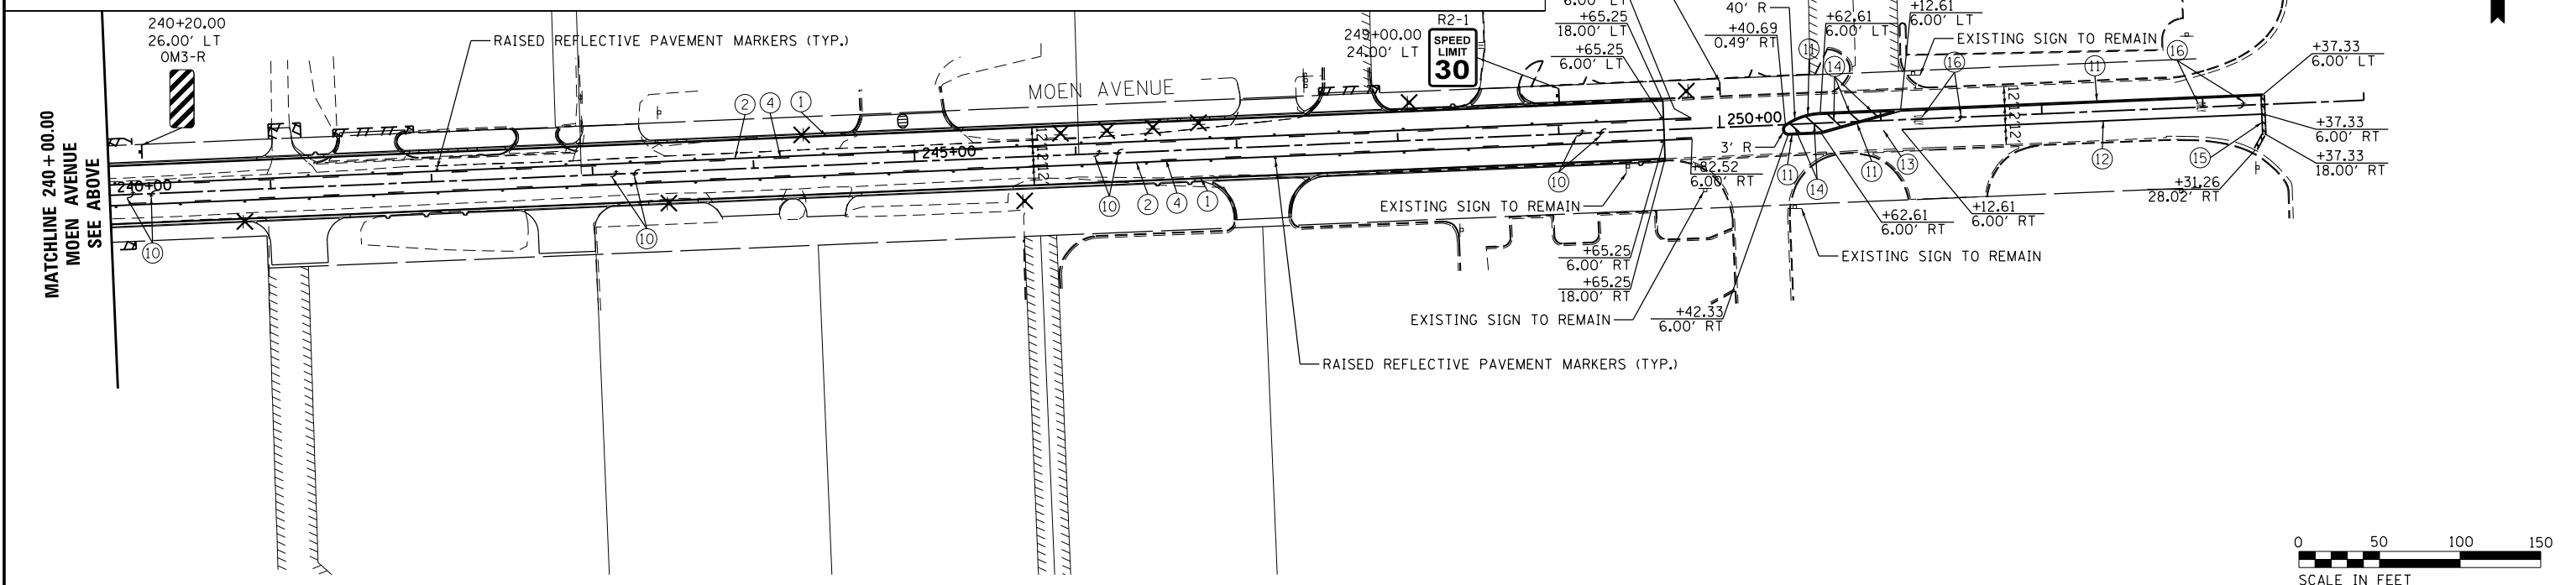 240+20.00
26.00' LT
OM3-R
RAISED REFLECTIVE PAVEMENT MARKERS (TYP.)
MATCHLINE 240 + 00.00
MOEN AVENUE
SEE ABOVE
240+00
10
10
2
4
1
245+00
12
12
12
MOEN AVENUE
10
2
4
1
249+00.00
24.00' LT
R2-1
SPEED
LIMIT
30
6.00' LT
+65.25
18.00' LT
+65.25
6.00' LT
40' R
+40.69
0.49' RT
+62.61
6.00' LT
+12.61
6.00' LT
11
14
EXISTING SIGN TO REMAIN
16
11
16
+37.33
6.00' LT
250+00
3' R
12
12
12
+37.33
6.00' RT
10
+82.52
6.00' RT
11
14
11
13
12
15
+37.33
18.00' RT
EXISTING SIGN TO REMAIN
+31.26
28.02' RT
+62.61
6.00' RT
+12.61
6.00' RT
+65.25
6.00' RT
EXISTING SIGN TO REMAIN
+65.25
18.00' RT
EXISTING SIGN TO REMAIN
+42.33
6.00' RT
RAISED REFLECTIVE PAVEMENT MARKERS (TYP.)
0 50 100 150
SCALE IN FEET